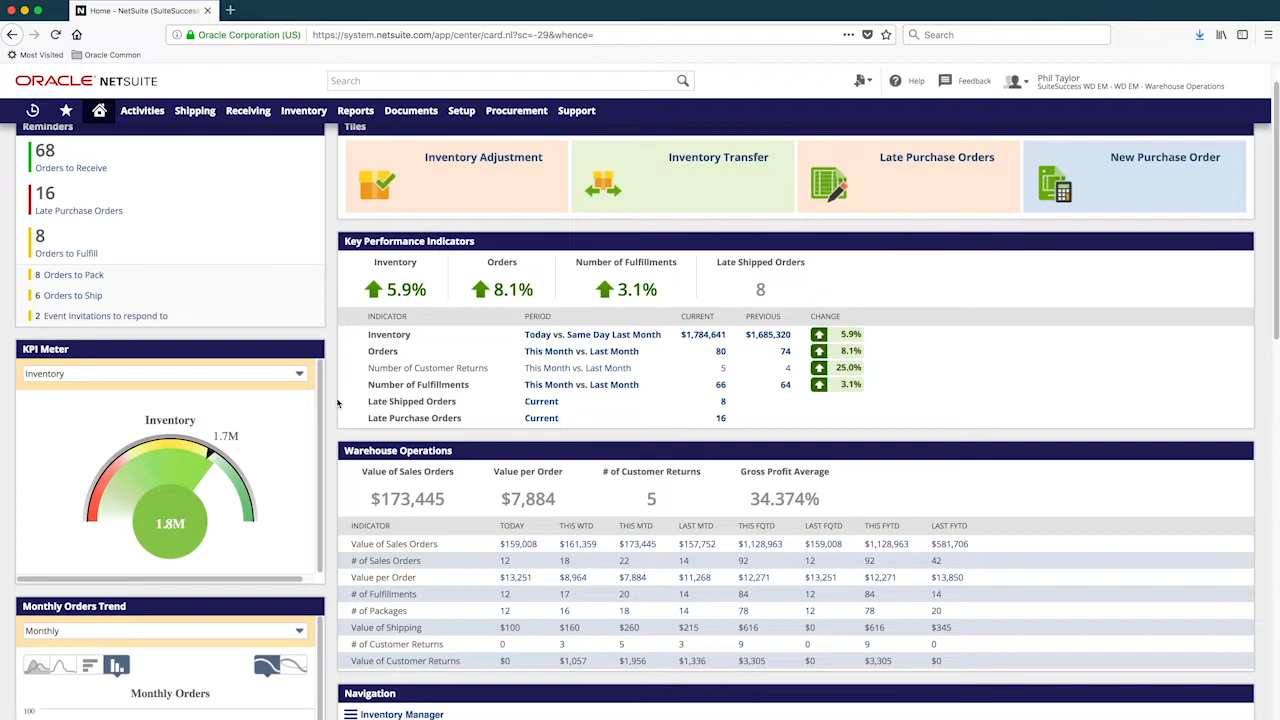 Home - NetSuite (SuiteSuccess
Oracle Corporation (US)
https://system.netsuite.com/app/center/card.nl?sc=-29&whence=
Search
Most Visited
Oracle Common
ORACLE NETSUITE
Search
Help
Feedback
Phil Taylor
SuiteSuccess WD EM - WD EM - Warehouse Operations
Activities Shipping Receiving Inventory Reports Documents Setup Procurement Support
Reminders
68
Orders to Receive
16
Late Purchase Orders
8
Orders to Fulfill
8 Orders to Pack
6 Orders to Ship
2 Event Invitations to respond to
KPI Meter
Inventory
Inventory
1.7M
1.8M
Monthly Orders Trend
Monthly
Monthly Orders
100
Tiles
Inventory Adjustment
Inventory Transfer
Late Purchase Orders
New Purchase Order
Key Performance Indicators
Inventory Orders Number of Fulfillments Late Shipped Orders
5.9% 8.1% 3.1% 8
INDICATOR PERIOD CURRENT PREVIOUS CHANGE
Inventory Today vs. Same Day Last Month $1,784,641 $1,685,320 5.9%
Orders This Month vs. Last Month 80 74 8.1%
Number of Customer Returns This Month vs. Last Month 5 4 25.0%
Number of Fulfillments This Month vs. Last Month 66 64 3.1%
Late Shipped Orders Current 8
Late Purchase Orders Current 16
Warehouse Operations
Value of Sales Orders Value per Order # of Customer Returns Gross Profit Average
$173,445 $7,884 5 34.374%
INDICATOR TODAY THIS WTD THIS MTD LAST MTD THIS FQTD LAST FQTD THIS FYTD LAST FYTD
Value of Sales Orders $159,008 $161,359 $173,445 $157,752 $1,128,963 $159,008 $1,128,963 $581,706
# of Sales Orders 12 18 22 14 92 12 92 42
Value per Order $13,251 $8,964 $7,884 $11,268 $12,271 $13,251 $12,271 $13,850
# of Fulfillments 12 17 20 14 84 12 84 14
# of Packages 12 16 18 14 78 12 78 20
Value of Shipping $100 $160 $260 $215 $616 $0 $616 $345
# of Customer Returns 0 3 5 3 9 0 9 0
Value of Customer Returns $0 $1,057 $1,956 $1,336 $3,305 $0 $3,305 $0
Navigation
Inventory Manager